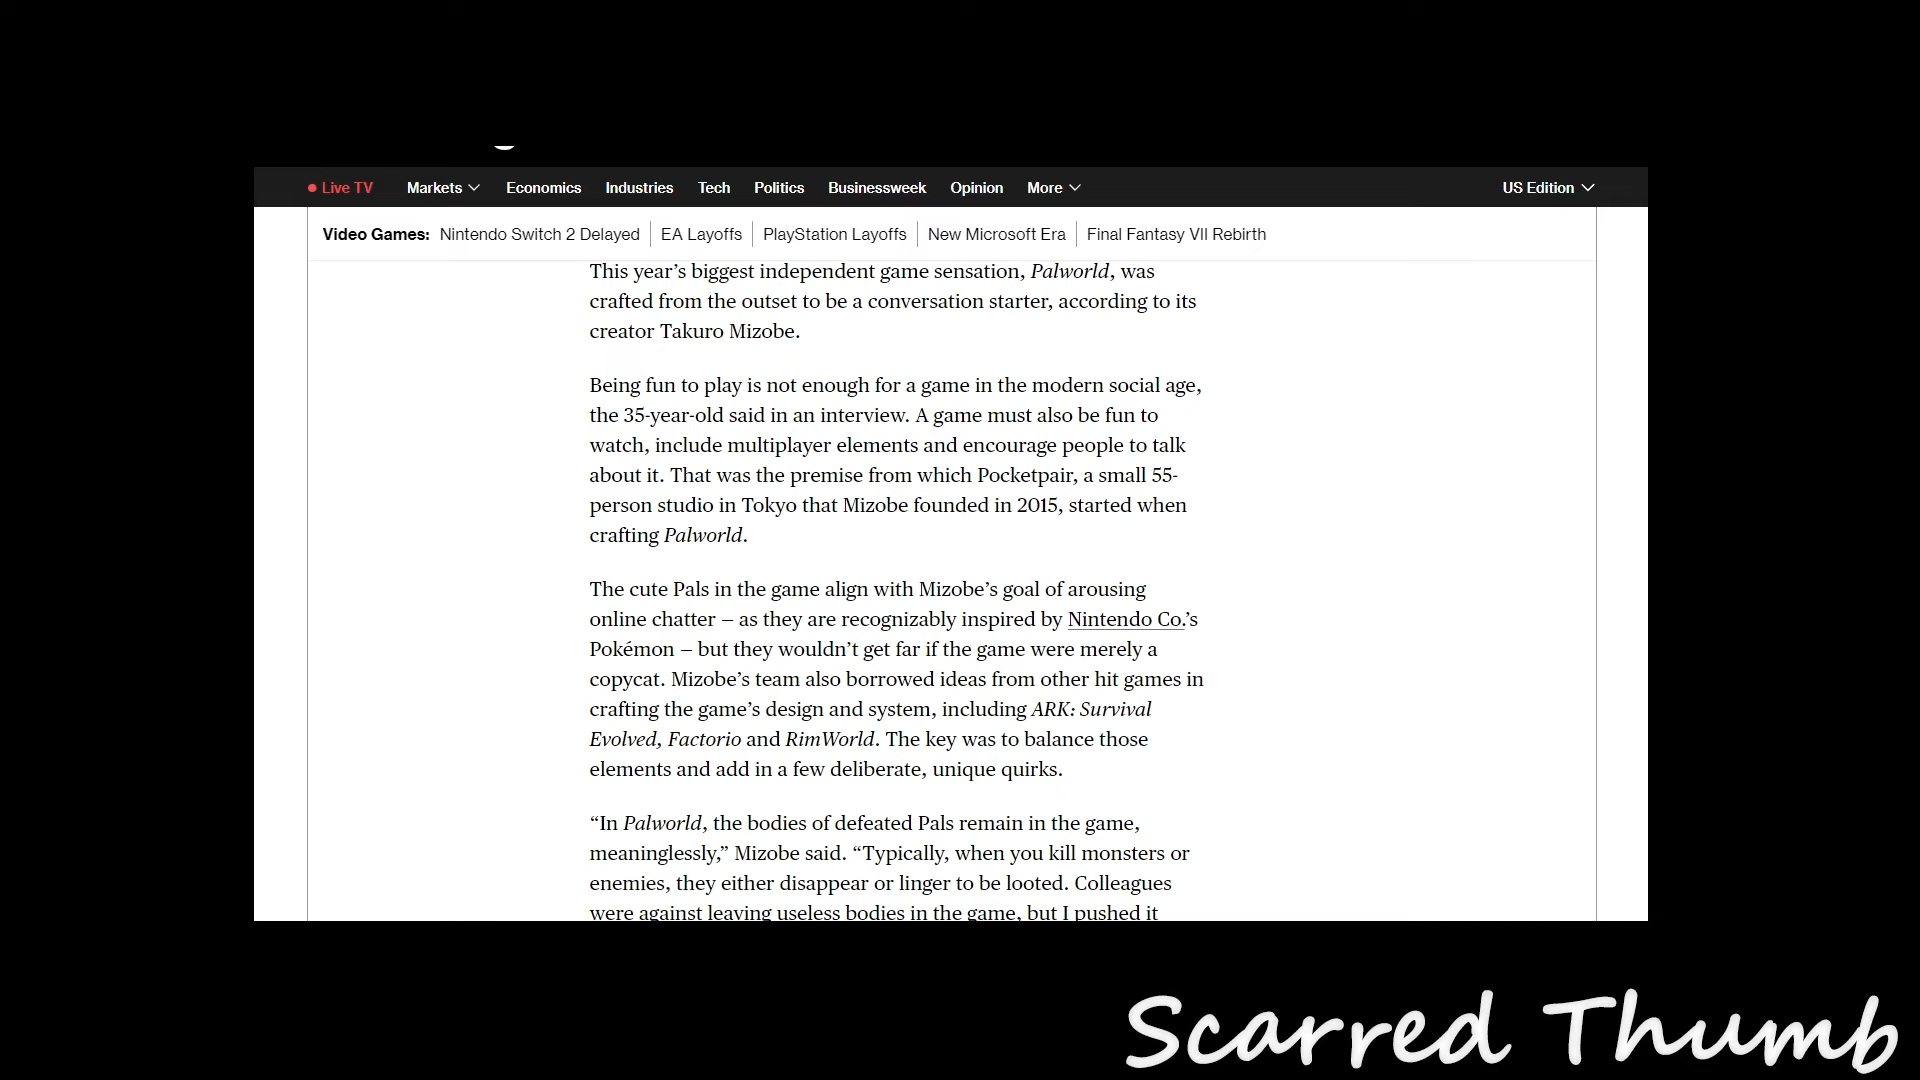 Live TV Markets Economics Industries Tech Politics Businessweek Opinion More US Edition
Video Games: Nintendo Switch 2 Delayed EA Layoffs PlayStation Layoffs New Microsoft Era Final Fantasy VII Rebirth
This year’s biggest independent game sensation, Palworld, was
crafted from the outset to be a conversation starter, according to its
creator Takuro Mizobe.
Being fun to play is not enough for a game in the modern social age,
the 35-year-old said in an interview. A game must also be fun to
watch, include multiplayer elements and encourage people to talk
about it. That was the premise from which Pocketpair, a small 55-
person studio in Tokyo that Mizobe founded in 2015, started when
crafting Palworld.
The cute Pals in the game align with Mizobe’s goal of arousing
online chatter – as they are recognizably inspired by Nintendo Co.’s
Pokémon – but they wouldn’t get far if the game were merely a
copycat. Mizobe’s team also borrowed ideas from other hit games in
crafting the game’s design and system, including ARK: Survival
Evolved, Factorio and RimWorld. The key was to balance those
elements and add in a few deliberate, unique quirks.
“In Palworld, the bodies of defeated Pals remain in the game,
meaninglessly,” Mizobe said. “Typically, when you kill monsters or
enemies, they either disappear or linger to be looted. Colleagues
were against leaving useless bodies in the game, but I pushed it
Scarred Thumb